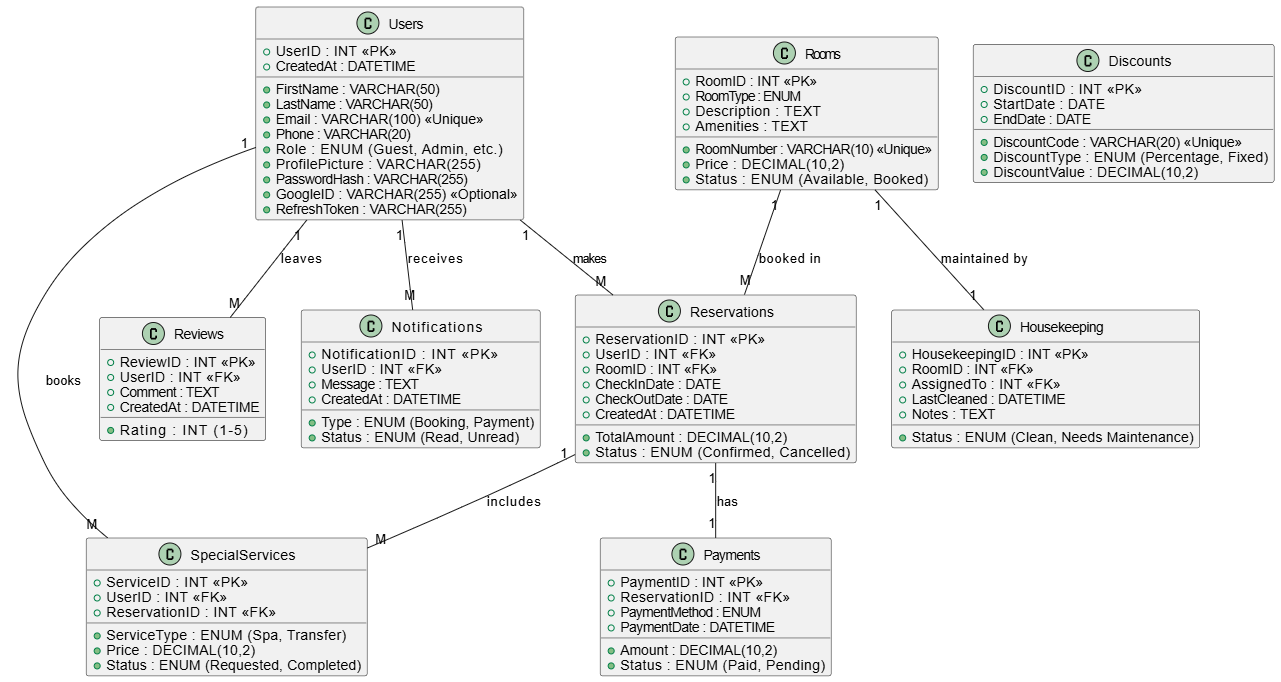 C Users
UserID : INT «PK»
CreatedAt : DATETIME
FirstName : VARCHAR(50)
LastName : VARCHAR(50)
Email : VARCHAR(100) «Unique»
Phone : VARCHAR(20)
Role : ENUM (Guest, Admin, etc.)
ProfilePicture : VARCHAR(255)
PasswordHash : VARCHAR(255)
GoogleID : VARCHAR(255) «Optional»
RefreshToken : VARCHAR(255)
C Rooms
RoomID : INT «PK»
RoomType : ENUM
Description : TEXT
Amenities : TEXT
RoomNumber : VARCHAR(10) «Unique»
Price : DECIMAL(10,2)
Status : ENUM (Available, Booked)
C Discounts
DiscountID : INT «PK»
StartDate : DATE
EndDate : DATE
DiscountCode : VARCHAR(20) «Unique»
DiscountType : ENUM (Percentage, Fixed)
DiscountValue : DECIMAL(10,2)
1
books
M
1
leaves
M
1
receives
M
1
makes
M
1
booked in
M
1
maintained by
1
C Reviews
ReviewID : INT «PK»
UserID : INT «FK»
Comment : TEXT
CreatedAt : DATETIME
Rating : INT (1-5)
C Notifications
NotificationID : INT «PK»
UserID : INT «FK»
Message : TEXT
CreatedAt : DATETIME
Type : ENUM (Booking, Payment)
Status : ENUM (Read, Unread)
C Reservations
ReservationID : INT «PK»
UserID : INT «FK»
RoomID : INT «FK»
CheckInDate : DATE
CheckOutDate : DATE
CreatedAt : DATETIME
TotalAmount : DECIMAL(10,2)
Status : ENUM (Confirmed, Cancelled)
C Housekeeping
HousekeepingID : INT «PK»
RoomID : INT «FK»
AssignedTo : INT «FK»
LastCleaned : DATETIME
Notes : TEXT
Status : ENUM (Clean, Needs Maintenance)
1
includes
M
1
has
1
C SpecialServices
ServiceID : INT «PK»
UserID : INT «FK»
ReservationID : INT «FK»
ServiceType : ENUM (Spa, Transfer)
Price : DECIMAL(10,2)
Status : ENUM (Requested, Completed)
C Payments
PaymentID : INT «PK»
ReservationID : INT «FK»
PaymentMethod : ENUM
PaymentDate : DATETIME
Amount : DECIMAL(10,2)
Status : ENUM (Paid, Pending)